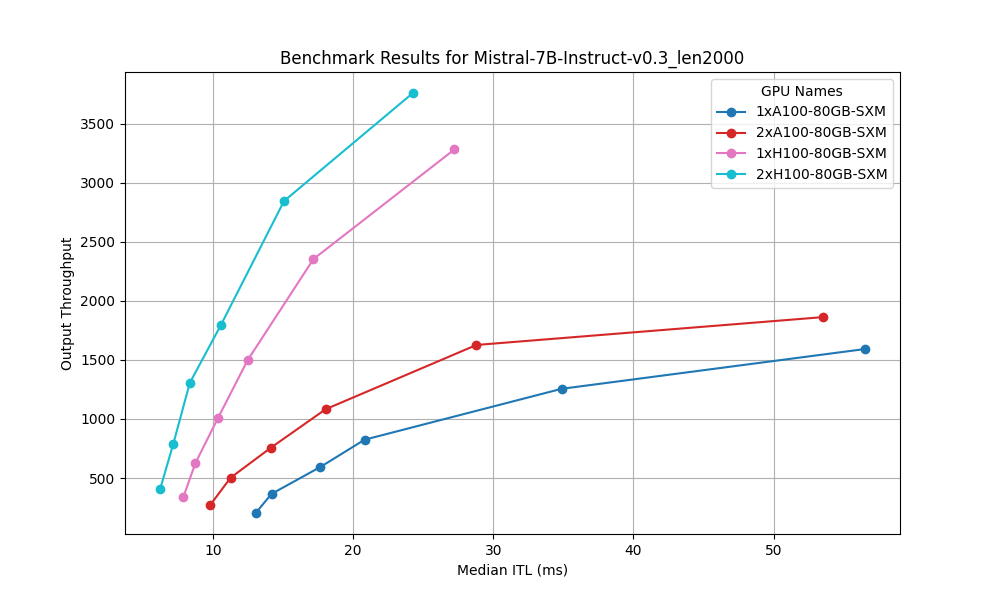 Benchmark Results for Mistral-7B-Instruct-v0.3_len2000
GPU Names
1xA100-80GB-SXM
2xA100-80GB-SXM
1xH100-80GB-SXM
2xH100-80GB-SXM
Output Throughput
3500
3000
2500
2000
1500
1000
500
10 20 30 40 50
Median ITL (ms)